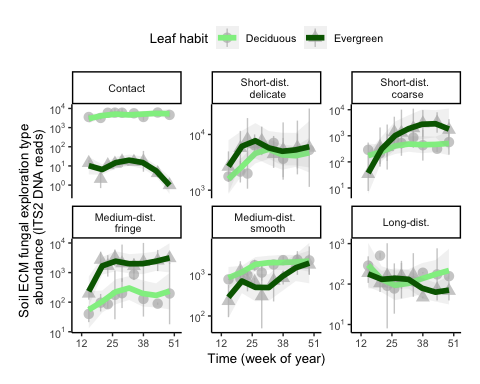 Leaf habit Deciduous Evergreen
Contact
Short-dist.
delicate
Short-dist.
coarse
10⁴
10³
10²
10¹
10⁰
10⁴
10³
10⁴
10³
10²
10¹
Medium-dist.
fringe
Medium-dist.
smooth
Long-dist.
10⁴
10³
10²
10¹
10³
10²
10³
10²
10¹
12 25 38 51 12 25 38 51 12 25 38 51
Time (week of year)
Soil ECM fungal exploration type
abundance (ITS2 DNA reads)